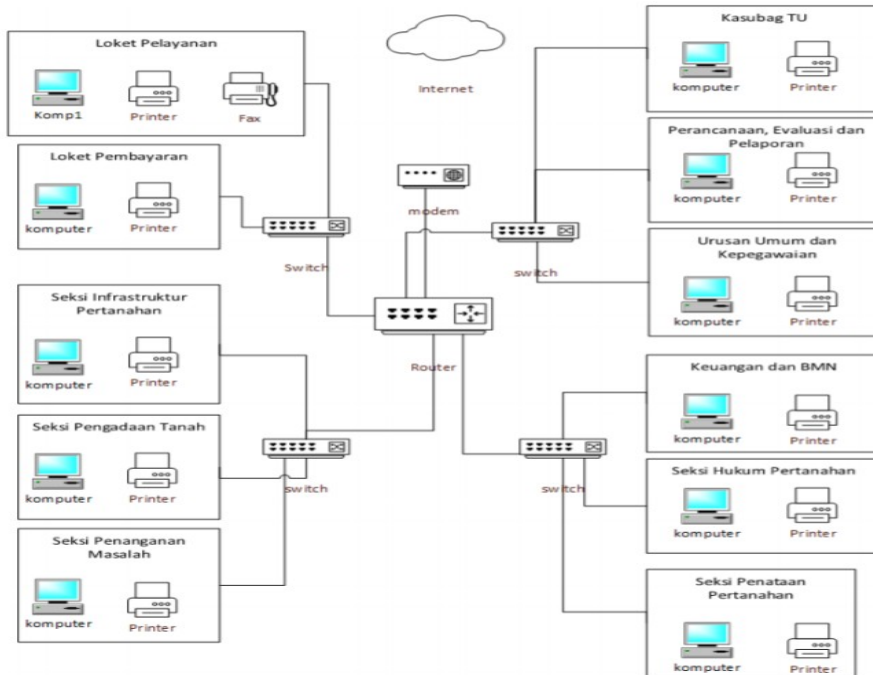 Loket Pelayanan
Komp1
Printer
Fax
Loket Pembayaran
komputer
Printer
Switch
Internet
modem
Router
switch
Kasubag TU
komputer
Printer
Perancanaan, Evaluasi dan
Pelaporan
komputer
Printer
Urusan Umum dan
Kepegawaian
komputer
Printer
Seksi Infrastruktur
Pertanahan
komputer
Printer
Seksi Pengadaan Tanah
komputer
Printer
switch
Seksi Penanganan
Masalah
komputer
Printer
Keuangan dan BMN
komputer
Printer
switch
Seksi Hukum Pertanahan
komputer
Printer
Seksi Penataan
Pertanahan
komputer
Printer